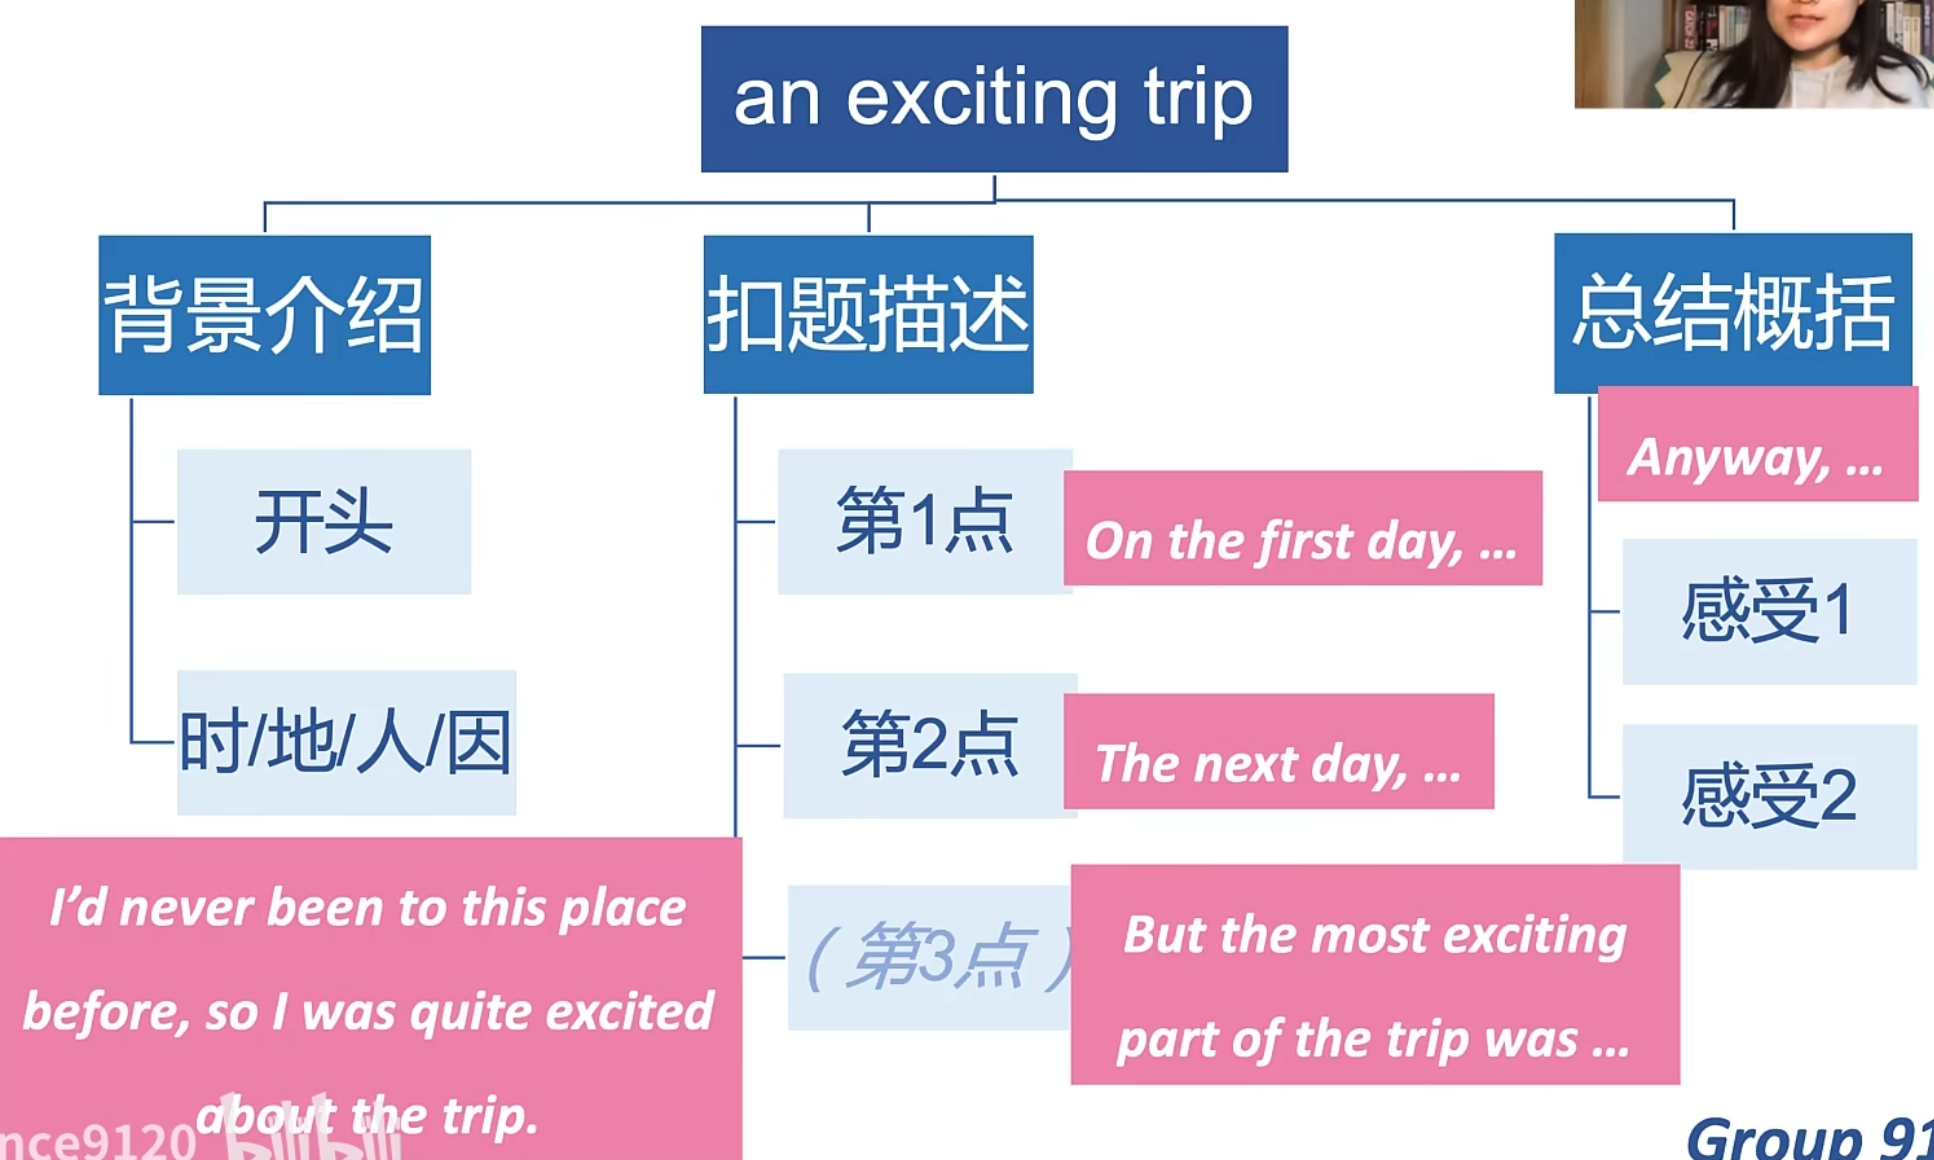 an exciting trip
背景介绍
开头
时/地/人/因
I'd never been to this place
before, so I was quite excited
about the trip.
扣题描述
第1点
On the first day, ...
第2点
The next day, ...
(第3点)
But the most exciting
part of the trip was ...
总结概括
Anyway, ...
感受1
感受2
nce9120 bilibili
Group 91